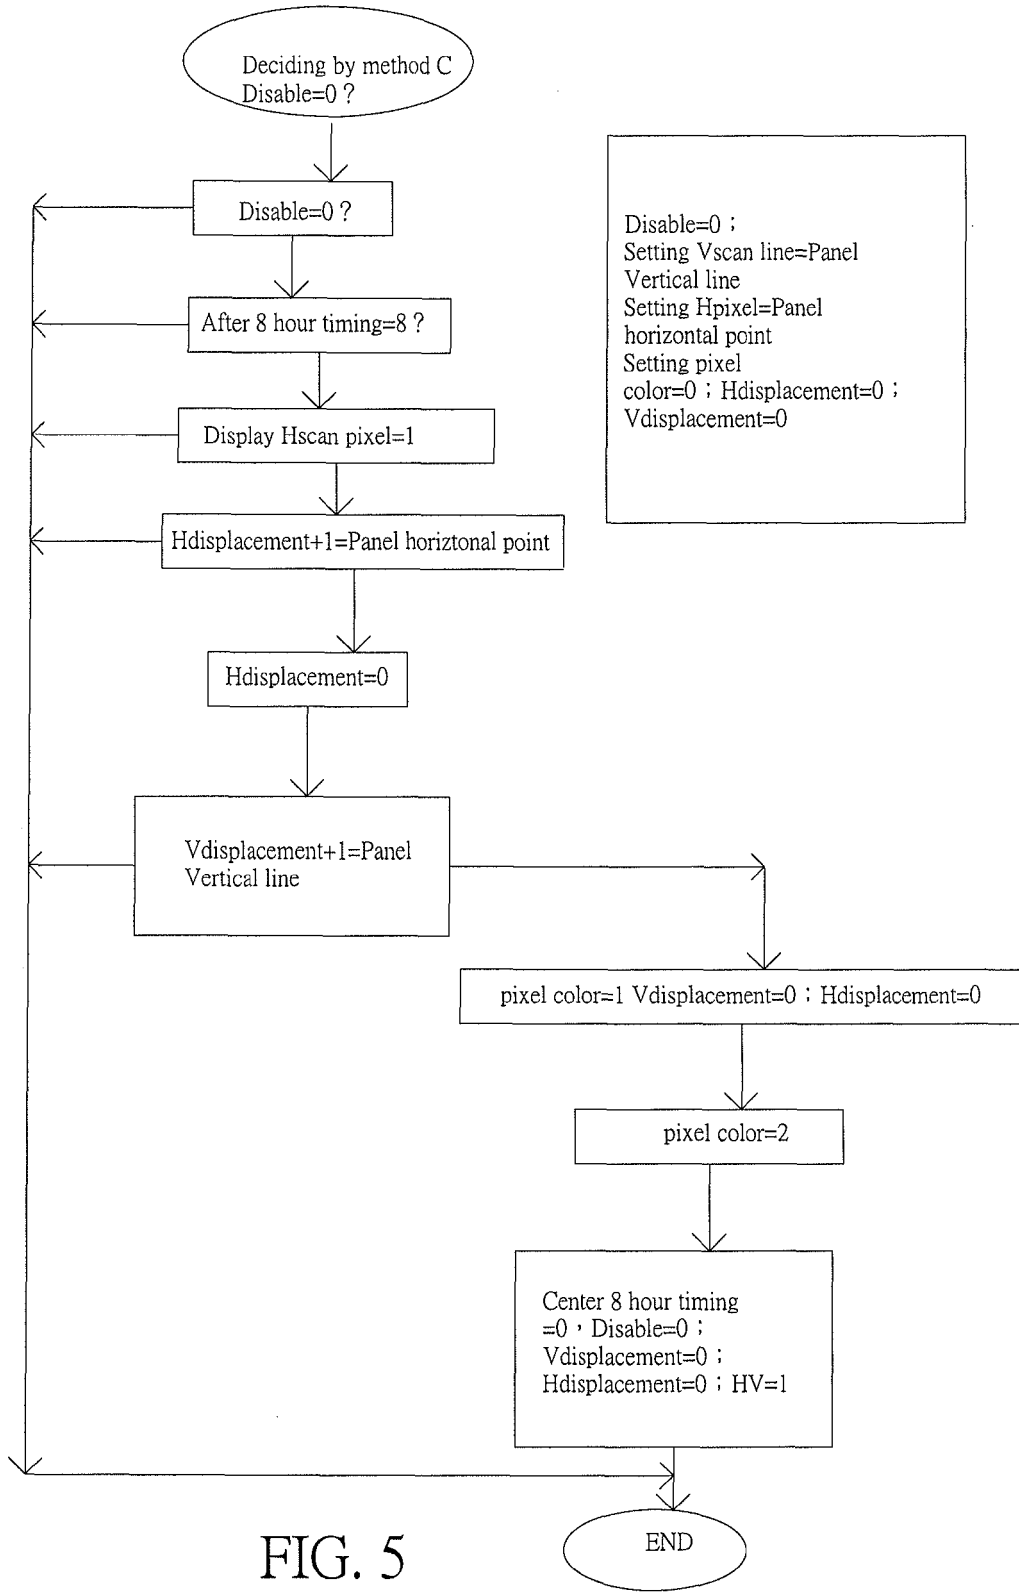 Deciding by method C
Disable=0？
Disable=0？
After 8 hour timing=8？
Display Hscan pixel=1
Hdisplacement+1=Panel horiztonal point
Hdisplacement=0
Vdisplacement+1=Panel
Vertical line
Disable=0；
Setting Vscan line=Panel
Vertical line
Setting Hpixel=Panel
horizontal point
Setting pixel
color=0；Hdisplacement=0；
Vdisplacement=0
pixel color=1 Vdisplacement=0；Hdisplacement=0
pixel color=2
Center 8 hour timing
=0，Disable=0；
Vdisplacement=0；
Hdisplacement=0；HV=1
END
FIG. 5